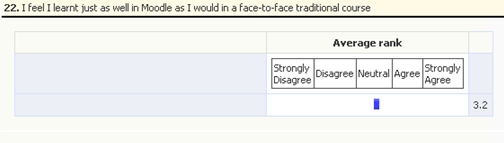 22. I feel I learnt just as well in Moodle as I would in a face-to-face traditional course
Average rank
Strongly Disagree Disagree Neutral Agree Strongly Agree
3.2